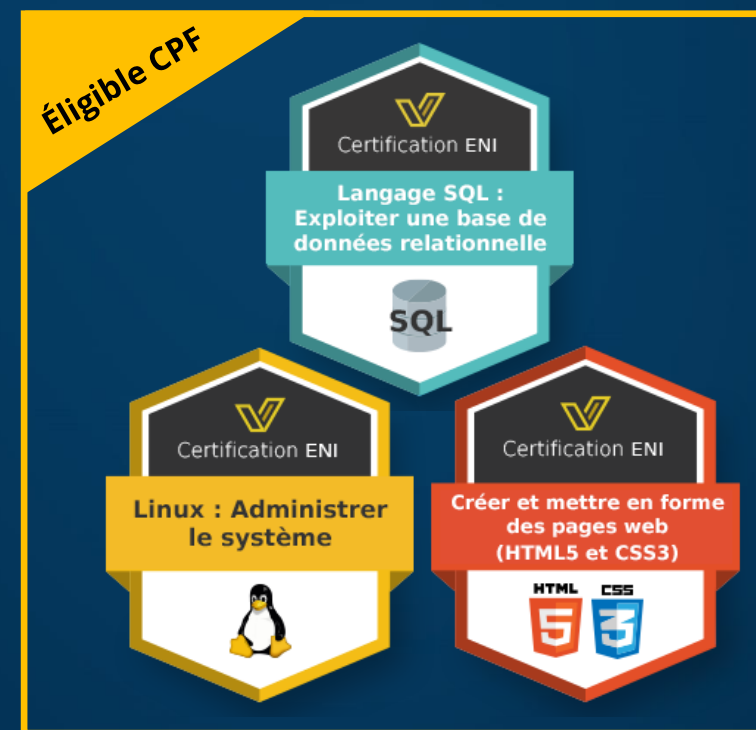 Éligible CPF
Certification ENI
Langage SQL :
Exploiter une base de
données relationnelle
SQL
Certification ENI
Linux : Administrer
le système
Certification ENI
Créer et mettre en forme
des pages web
(HTML5 et CSS3)
HTML CSS
5 3